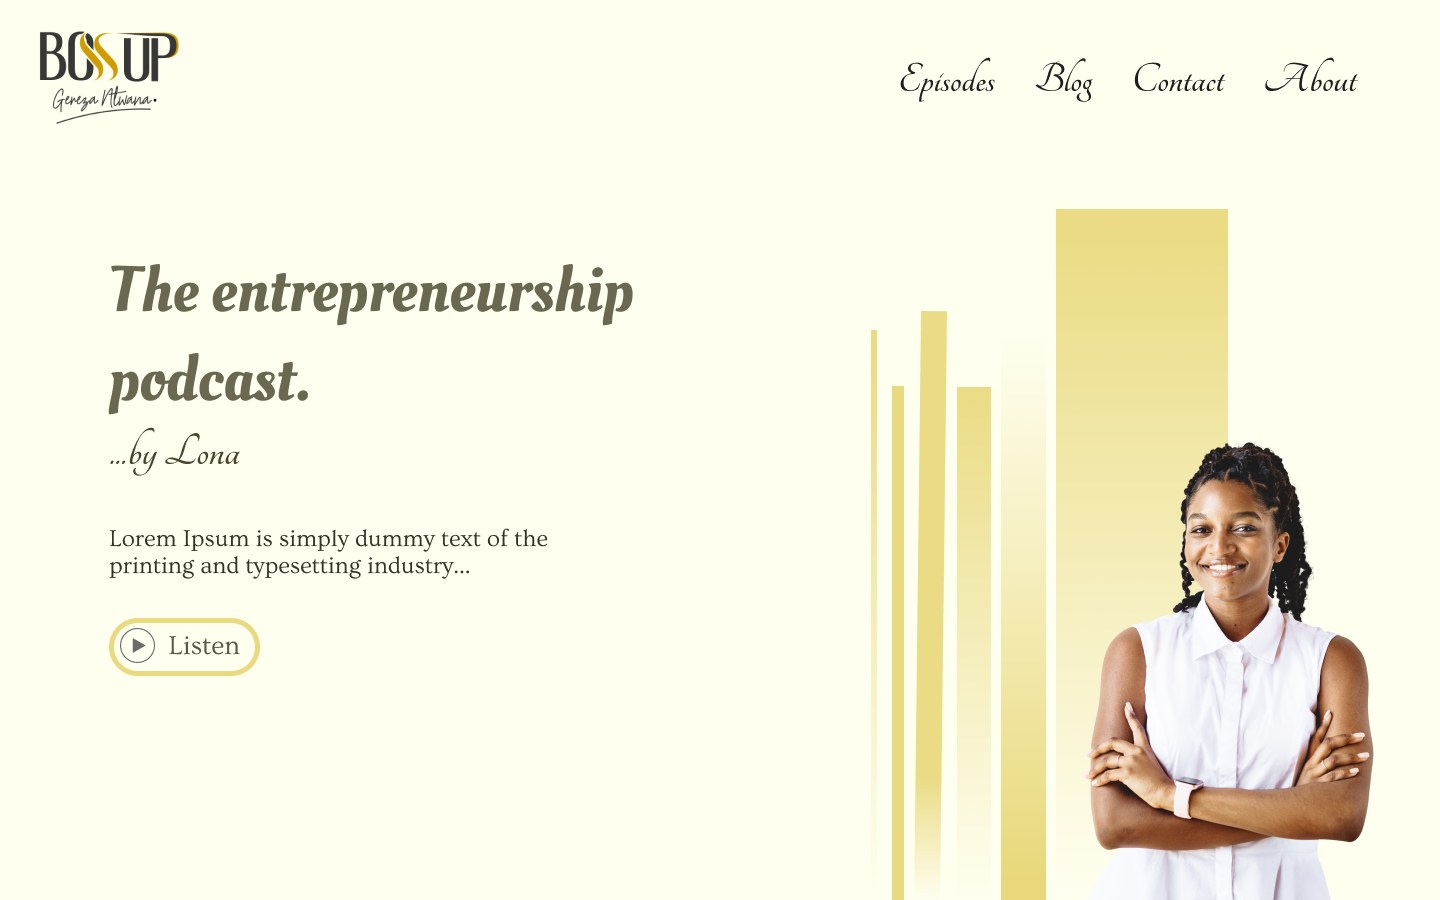 BOSS UP
Gereza Ntwana.
Episodes Blog Contact About
The entrepreneurship
podcast.
...by Lona
Lorem Ipsum is simply dummy text of the
printing and typesetting industry...
Listen